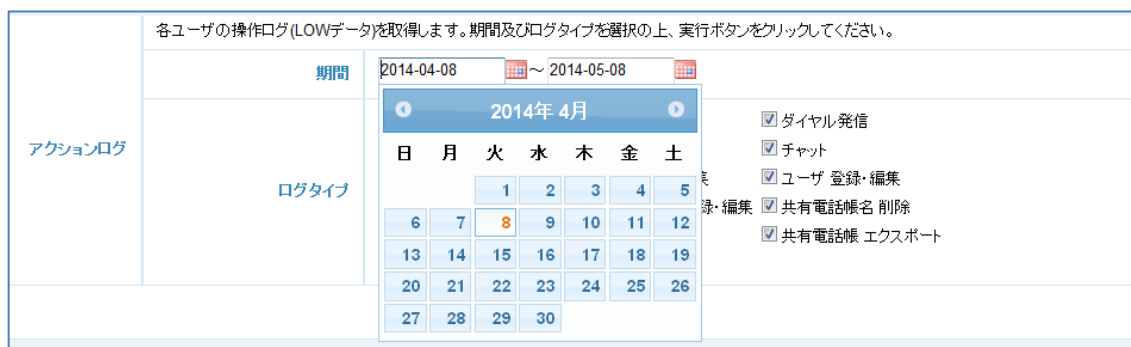 各ユーザの操作ログ(LOWデータ)を取得します。期間及びログタイプを選択の上、実行ボタンをクリックしてください。
期間
2014-04-08 ～ 2014-05-08
アクションログ
ログタイプ
2014年 4月
日 月 火 水 木 金 土
1 2 3 4 5
6 7 8 9 10 11 12
13 14 15 16 17 18 19
20 21 22 23 24 25 26
27 28 29 30
ダイヤル発信
チャット
ユーザ 登録・編集
録・編集 共有電話帳名 削除
共有電話帳 エクスポート